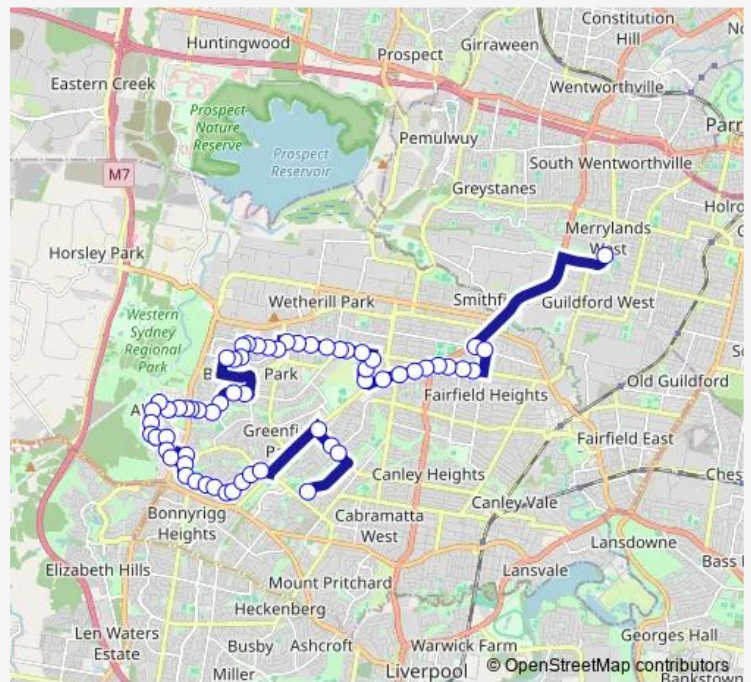 Constitution
Hill
Huntingwood
Girraween
Prospect
Eastern Creek
Wentworthville
Prospect
Nature
Reserve
Parr
Pemulwuy
Prospect
Reservoir
M7
South Wentworthville
Greystanes
Holro
Merrylands
West
Horsley Park
Wetherill Park
Smithfi
Guildford West
Western
Sydney
Regional
Park
B
Park
Old Guildford
Fairfield Heights
A
Greenfi
P
Fairfield East
Canley Heights
Ches
Canley Vale
Bonnyrigg
Heights
Cabramatta
West
Lansdowne
Bass
Elizabeth Hills
Lansvale
Mount Pritchard
Heckenberg
Len Waters
Estate
Georges Hall
Busby
Ashcroft
Warwick Farm
Miller
Liverpool
© OpenStreetMap contributors
Bankstown